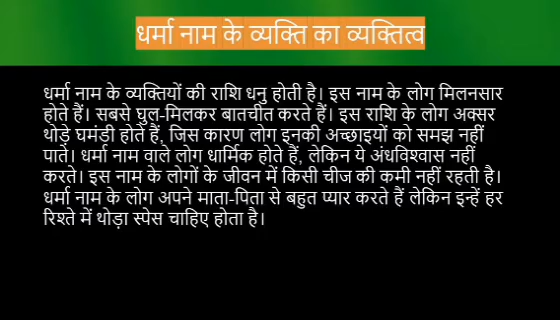 धर्मा नाम के व्यक्ति का व्यक्तित्व
धर्मा नाम के व्यक्तियों की राशि धनु होती है। इस नाम के लोग मिलनसार
होते हैं। सबसे घुल-मिलकर बातचीत करते हैं। इस राशि के लोग अक्सर
थोड़े घमंडी होते हैं, जिस कारण लोग इनकी अच्छाइयों को समझ नहीं
पाते। धर्मा नाम वाले लोग धार्मिक होते हैं, लेकिन ये अंधविश्वास नहीं
करते। इस नाम के लोगों के जीवन में किसी चीज की कमी नहीं रहती है।
धर्मा नाम के लोग अपने माता-पिता से बहुत प्यार करते हैं लेकिन इन्हें हर
रिश्ते में थोड़ा स्पेस चाहिए होता है।